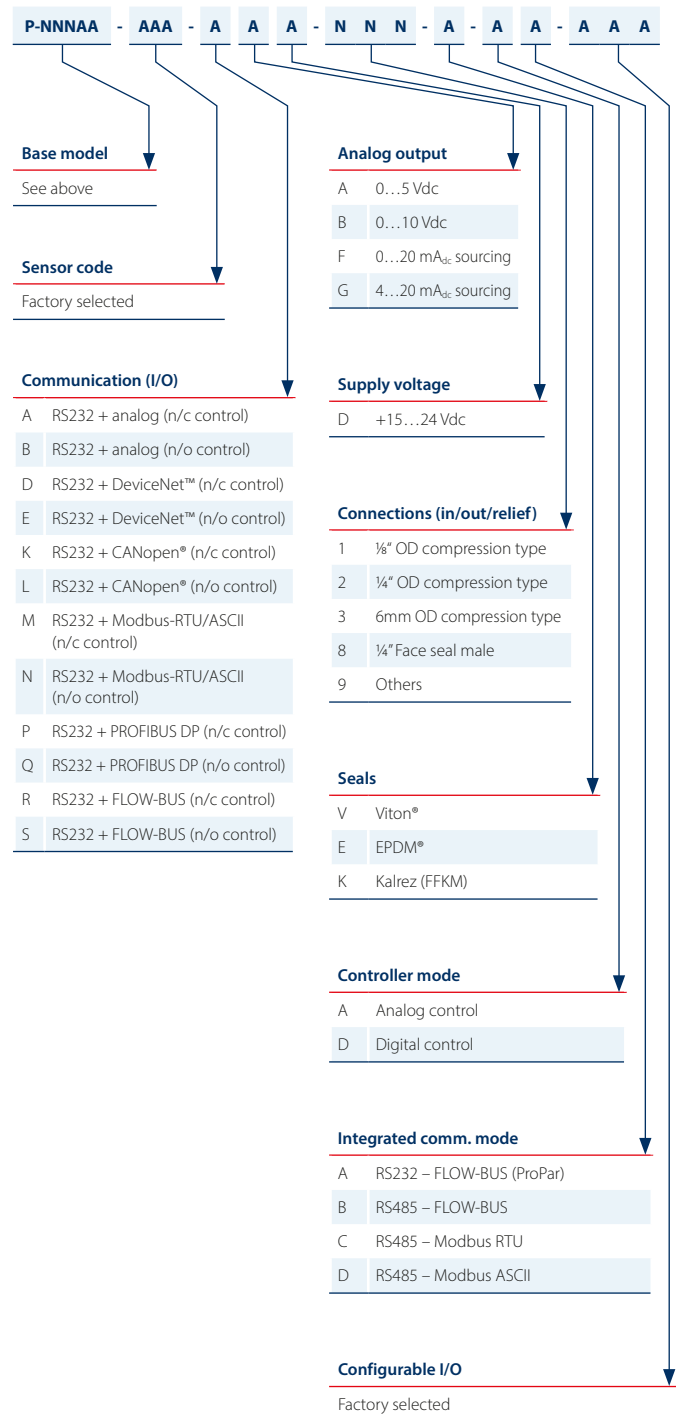 P-NNNAA - AAA - A A A - N N N - A - A A - A A A
Base model
See above
Sensor code
Factory selected
Communication (I/O)
A RS232 + analog (n/c control)
B RS232 + analog (n/o control)
D RS232 + DeviceNet™ (n/c control)
E RS232 + DeviceNet™ (n/o control)
K RS232 + CANopen® (n/c control)
L RS232 + CANopen® (n/o control)
M RS232 + Modbus-RTU/ASCII
(n/c control)
N RS232 + Modbus-RTU/ASCII
(n/o control)
P RS232 + PROFIBUS DP (n/c control)
Q RS232 + PROFIBUS DP (n/o control)
R RS232 + FLOW-BUS (n/c control)
S RS232 + FLOW-BUS (n/o control)
Analog output
A 0…5 Vdc
B 0…10 Vdc
F 0…20 mAdc sourcing
G 4…20 mAdc sourcing
Supply voltage
D +15…24 Vdc
Connections (in/out/relief)
1 ⅛“ OD compression type
2 ¼“ OD compression type
3 6mm OD compression type
8 ¼” Face seal male
9 Others
Seals
V Viton®
E EPDM®
K Kalrez (FFKM)
Controller mode
A Analog control
D Digital control
Integrated comm. mode
A RS232 – FLOW-BUS (ProPar)
B RS485 – FLOW-BUS
C RS485 – Modbus RTU
D RS485 – Modbus ASCII
Configurable I/O
Factory selected